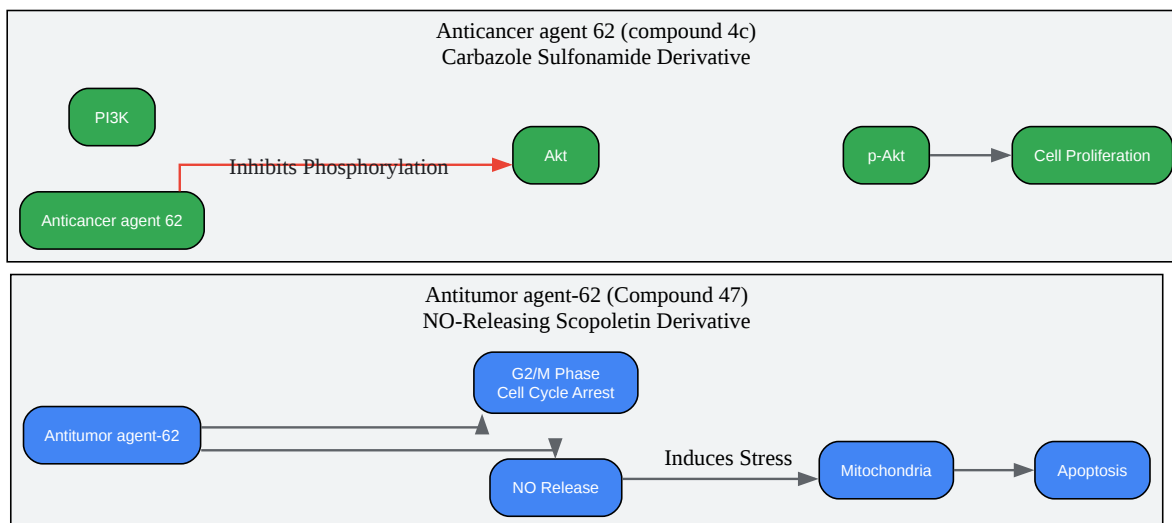 Anticancer agent 62 (compound 4c)
Carbazole Sulfonamide Derivative
PI3K
Inhibits Phosphorylation
Akt
p-Akt
Cell Proliferation
Anticancer agent 62
Antitumor agent-62 (Compound 47)
NO-Releasing Scopoletin Derivative
G2/M Phase
Cell Cycle Arrest
Antitumor agent-62
NO Release
Induces Stress
Mitochondria
Apoptosis